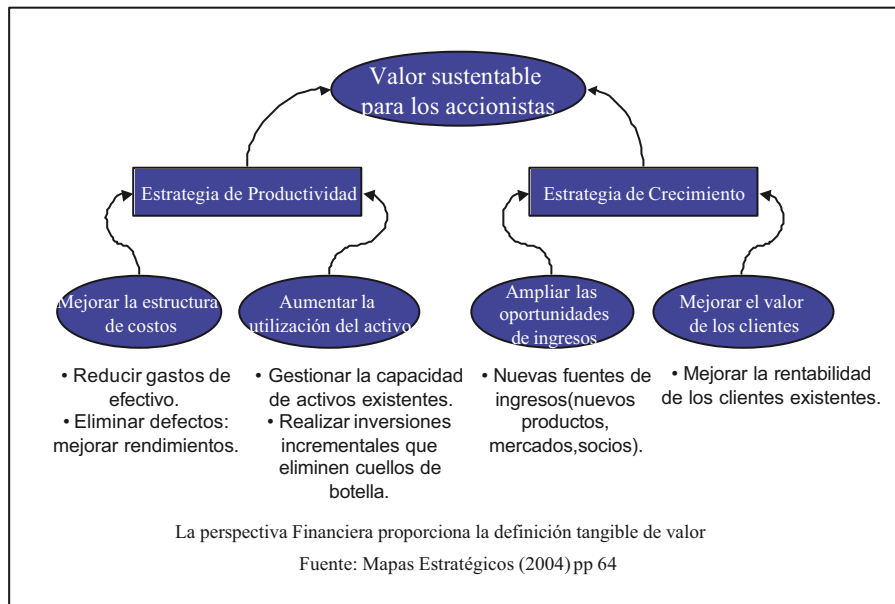 Valor sustentable
para los accionistas
Estrategia de Productividad
Estrategia de Crecimiento
Mejorar la estructura
de costos
Aumentar la
utilización del activo
Ampliar las
oportunidades
de ingresos
Mejorar el valor
de los clientes
• Reducir gastos de
efectivo.
• Eliminar defectos:
mejorar rendimientos.
• Gestionar la capacidad
de activos existentes.
• Realizar inversiones
incrementales que
eliminen cuellos de
botella.
• Nuevas fuentes de
ingresos(nuevos
productos,
mercados,socios).
• Mejorar la rentabilidad
de los clientes existentes.
La perspectiva Financiera proporciona la definición tangible de valor
Fuente: Mapas Estratégicos (2004) pp 64